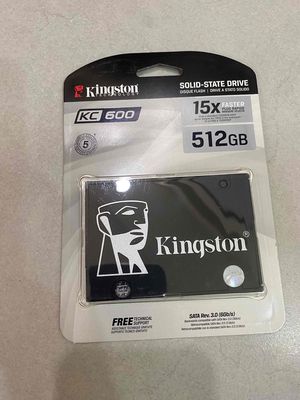 Kingston
TECHNOLOGY
SOLID-STATE DRIVE
DISQUE FLASH | DRIVE A STATO SOLIDO
KC600
15x FASTER
512GB
5
Kingston
FREE TECHNICAL
SUPPORT
SATA Rev. 3.0 (6Gb/s)